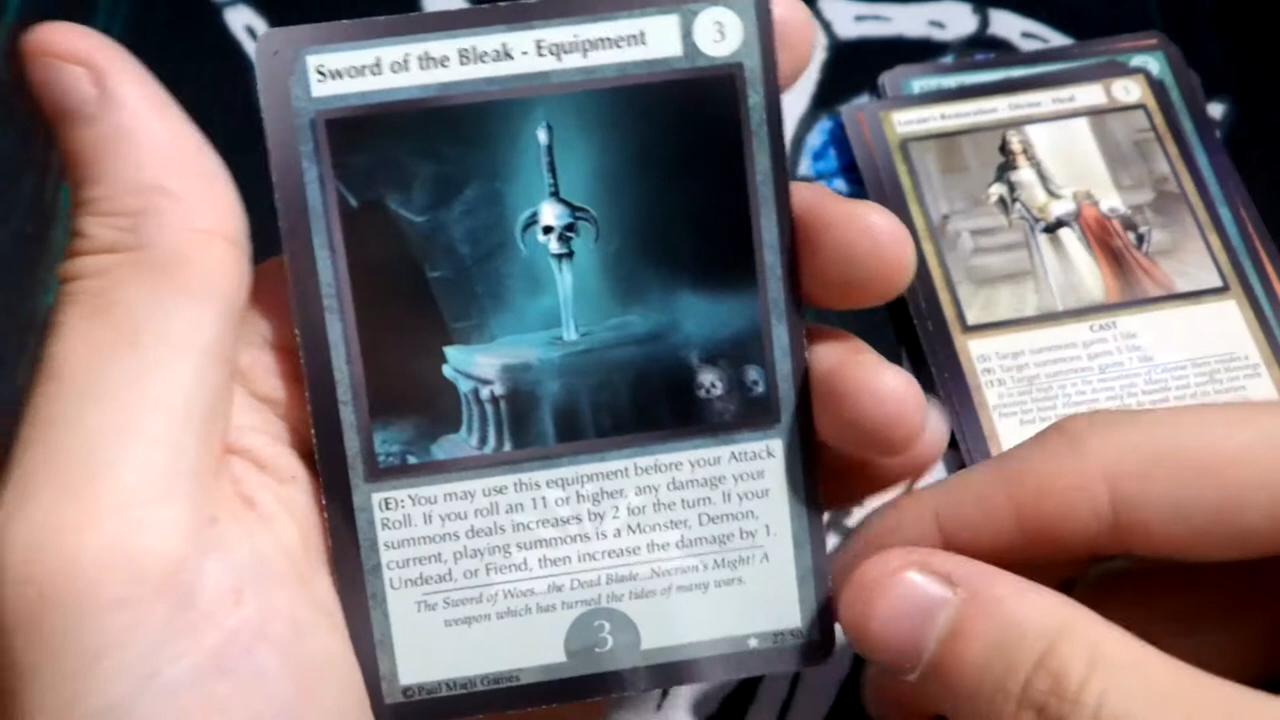 Sword of the Bleak - Equipment
3
(E): You may use this equipment before your Attack
Roll. If you roll an 11 or higher, any damage your
summons deals increases by 2 for the turn. If your
current, playing summons is a Monster, Demon,
Undead, or Fiend, then increase the damage by 1.
The Sword of Woes...the Dead Blade...Necrion's Might! A
weapon which has turned the tides of many wars.
3
27/50
© Paul Marli Games
Restoration - Divine - Heal
CAST
(5) Target summons gains 3 life.
(9) Target summons gains 5 life.
(13) Target summons gains 7 life.